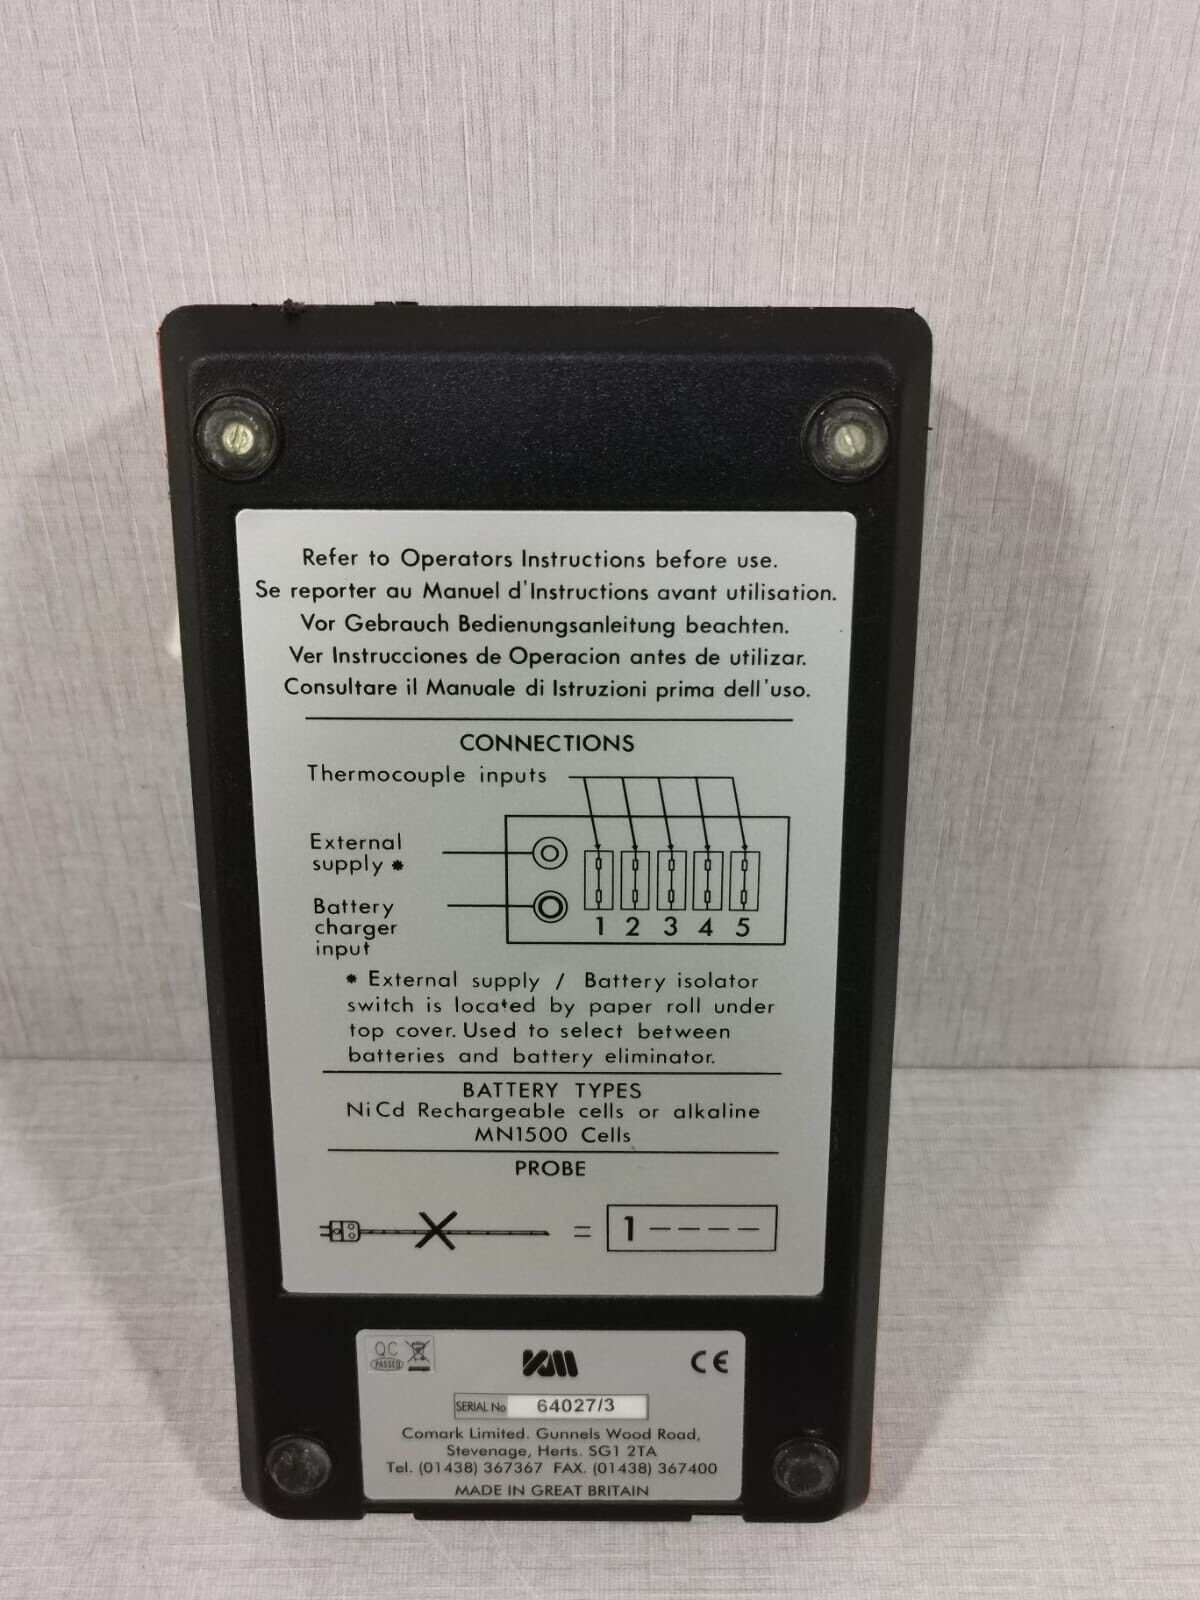 Refer to Operators Instructions before use.
Se reporter au Manuel d'Instructions avant utilisation.
Vor Gebrauch Bedienungsanleitung beachten.
Ver Instrucciones de Operacion antes de utilizar.
Consultare il Manuale di Istruzioni prima dell'uso.
CONNECTIONS
Thermocouple inputs
External
supply *
Battery
charger
input
1 2 3 4 5
* External supply / Battery isolator
switch is located by paper roll under
top cover. Used to select between
batteries and battery eliminator.
BATTERY TYPES
NiCd Rechargeable cells or alkaline
MN1500 Cells
PROBE
= 1 - - - -
QC
PASSED
CE
SERIAL No 64027/3
Comark Limited. Gunnels Wood Road,
Stevenage, Herts. SG1 2TA
Tel. (01438) 367367 FAX. (01438) 367400
MADE IN GREAT BRITAIN